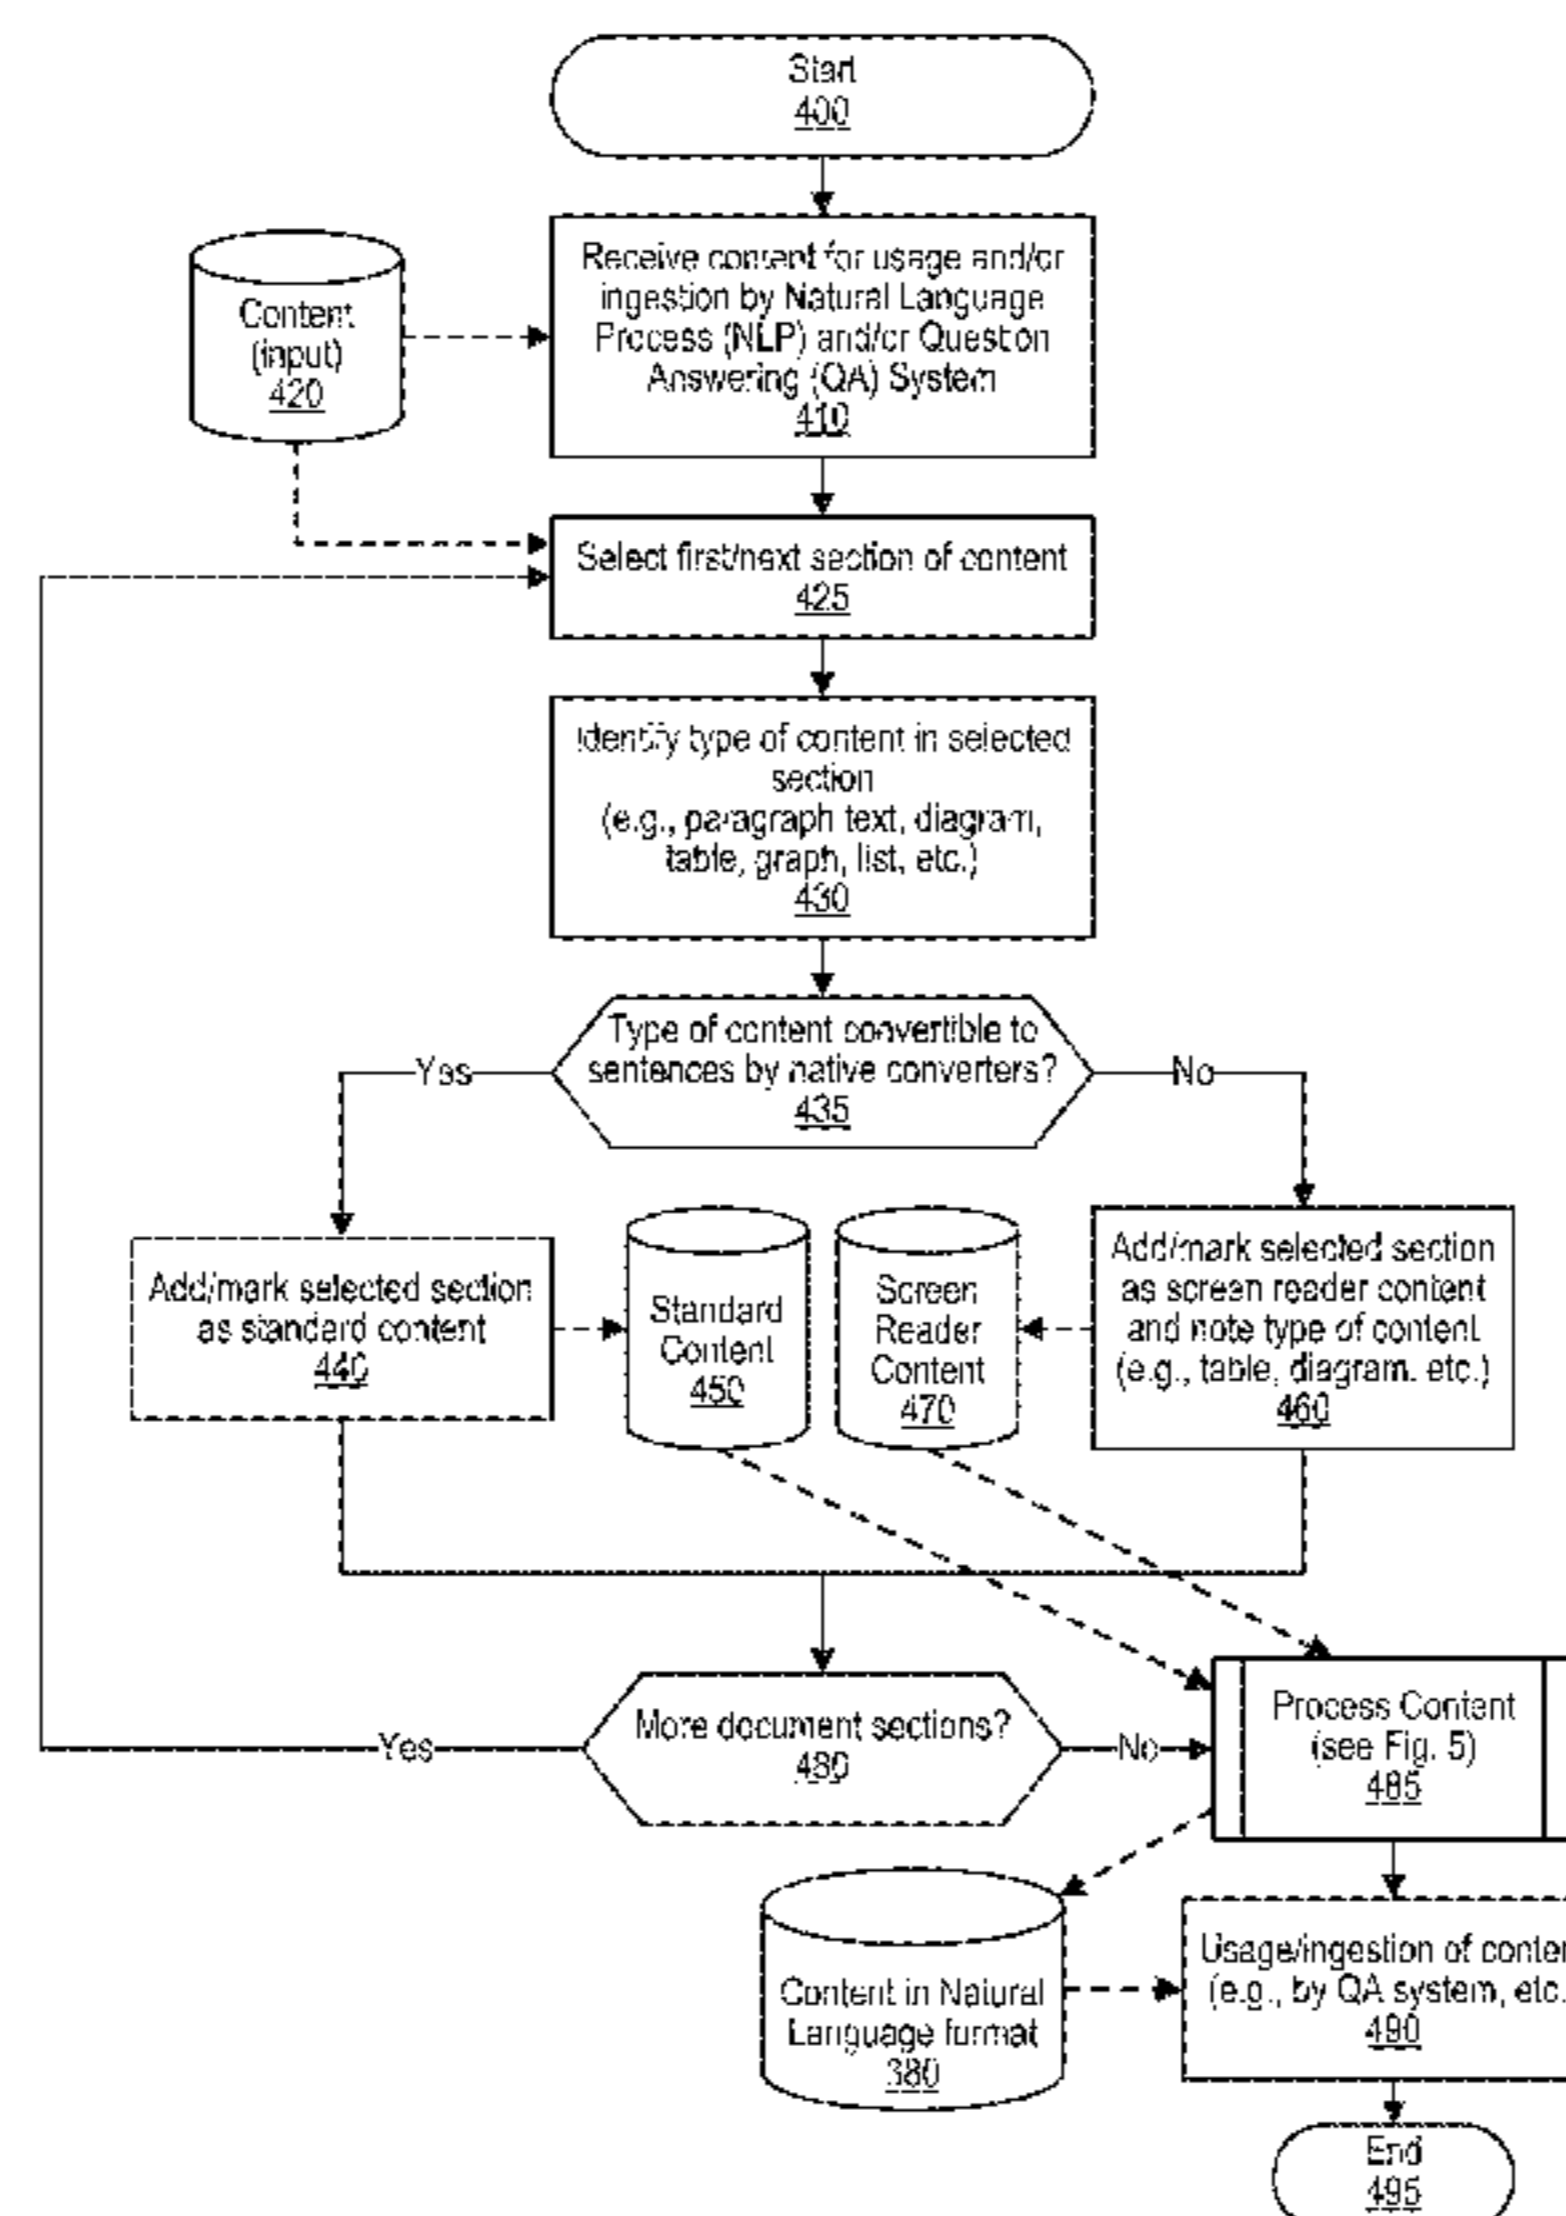 Start
400
Content
(input)
420
Receive content for usage and/or
ingestion by Natural Language
Process (NLP) and/or Question
Answering (QA) System
410
Select first/next section of content
425
Identify type of content in selected
section
(e.g., paragraph text, diagram,
table, graph, list, etc.)
430
Type of content convertible to
sentences by native converters?
435
Yes
No
Add/mark selected section
as standard content
440
Standard
Content
450
Screen
Reader
Content
470
Add/mark selected section
as screen reader content
and note type of content
(e.g., table, diagram, etc.)
460
More document sections?
480
Yes
No
Process Content
(see Fig. 5)
485
Content in Natural
Language format
380
Usage/ingestion of
(e.g., by QA system, etc.
490
End
495